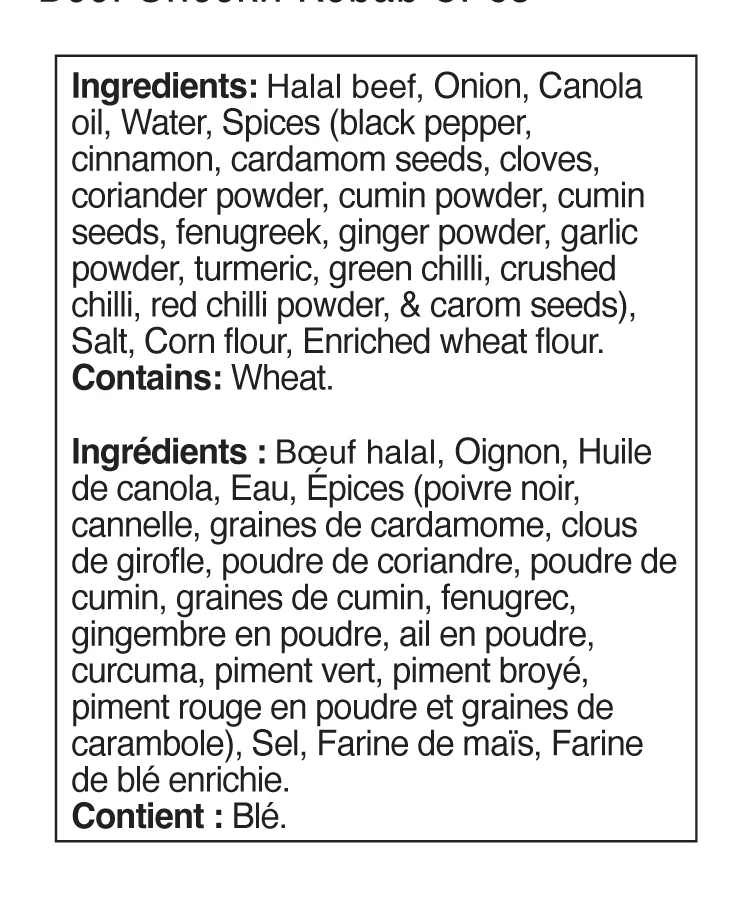 Ingredients: Halal beef, Onion, Canola
oil, Water, Spices (black pepper,
cinnamon, cardamom seeds, cloves,
coriander powder, cumin powder, cumin
seeds, fenugreek, ginger powder, garlic
powder, turmeric, green chilli, crushed
chilli, red chilli powder, & carom seeds),
Salt, Corn flour, Enriched wheat flour.
Contains: Wheat.
Ingrédients : Bœuf halal, Oignon, Huile
de canola, Eau, Épices (poivre noir,
cannelle, graines de cardamome, clous
de girofle, poudre de coriandre, poudre de
cumin, graines de cumin, fenugrec,
gingembre en poudre, ail en poudre,
curcuma, piment vert, piment broyé,
piment rouge en poudre et graines de
carambole), Sel, Farine de maïs, Farine
de blé enrichie.
Contient : Blé.